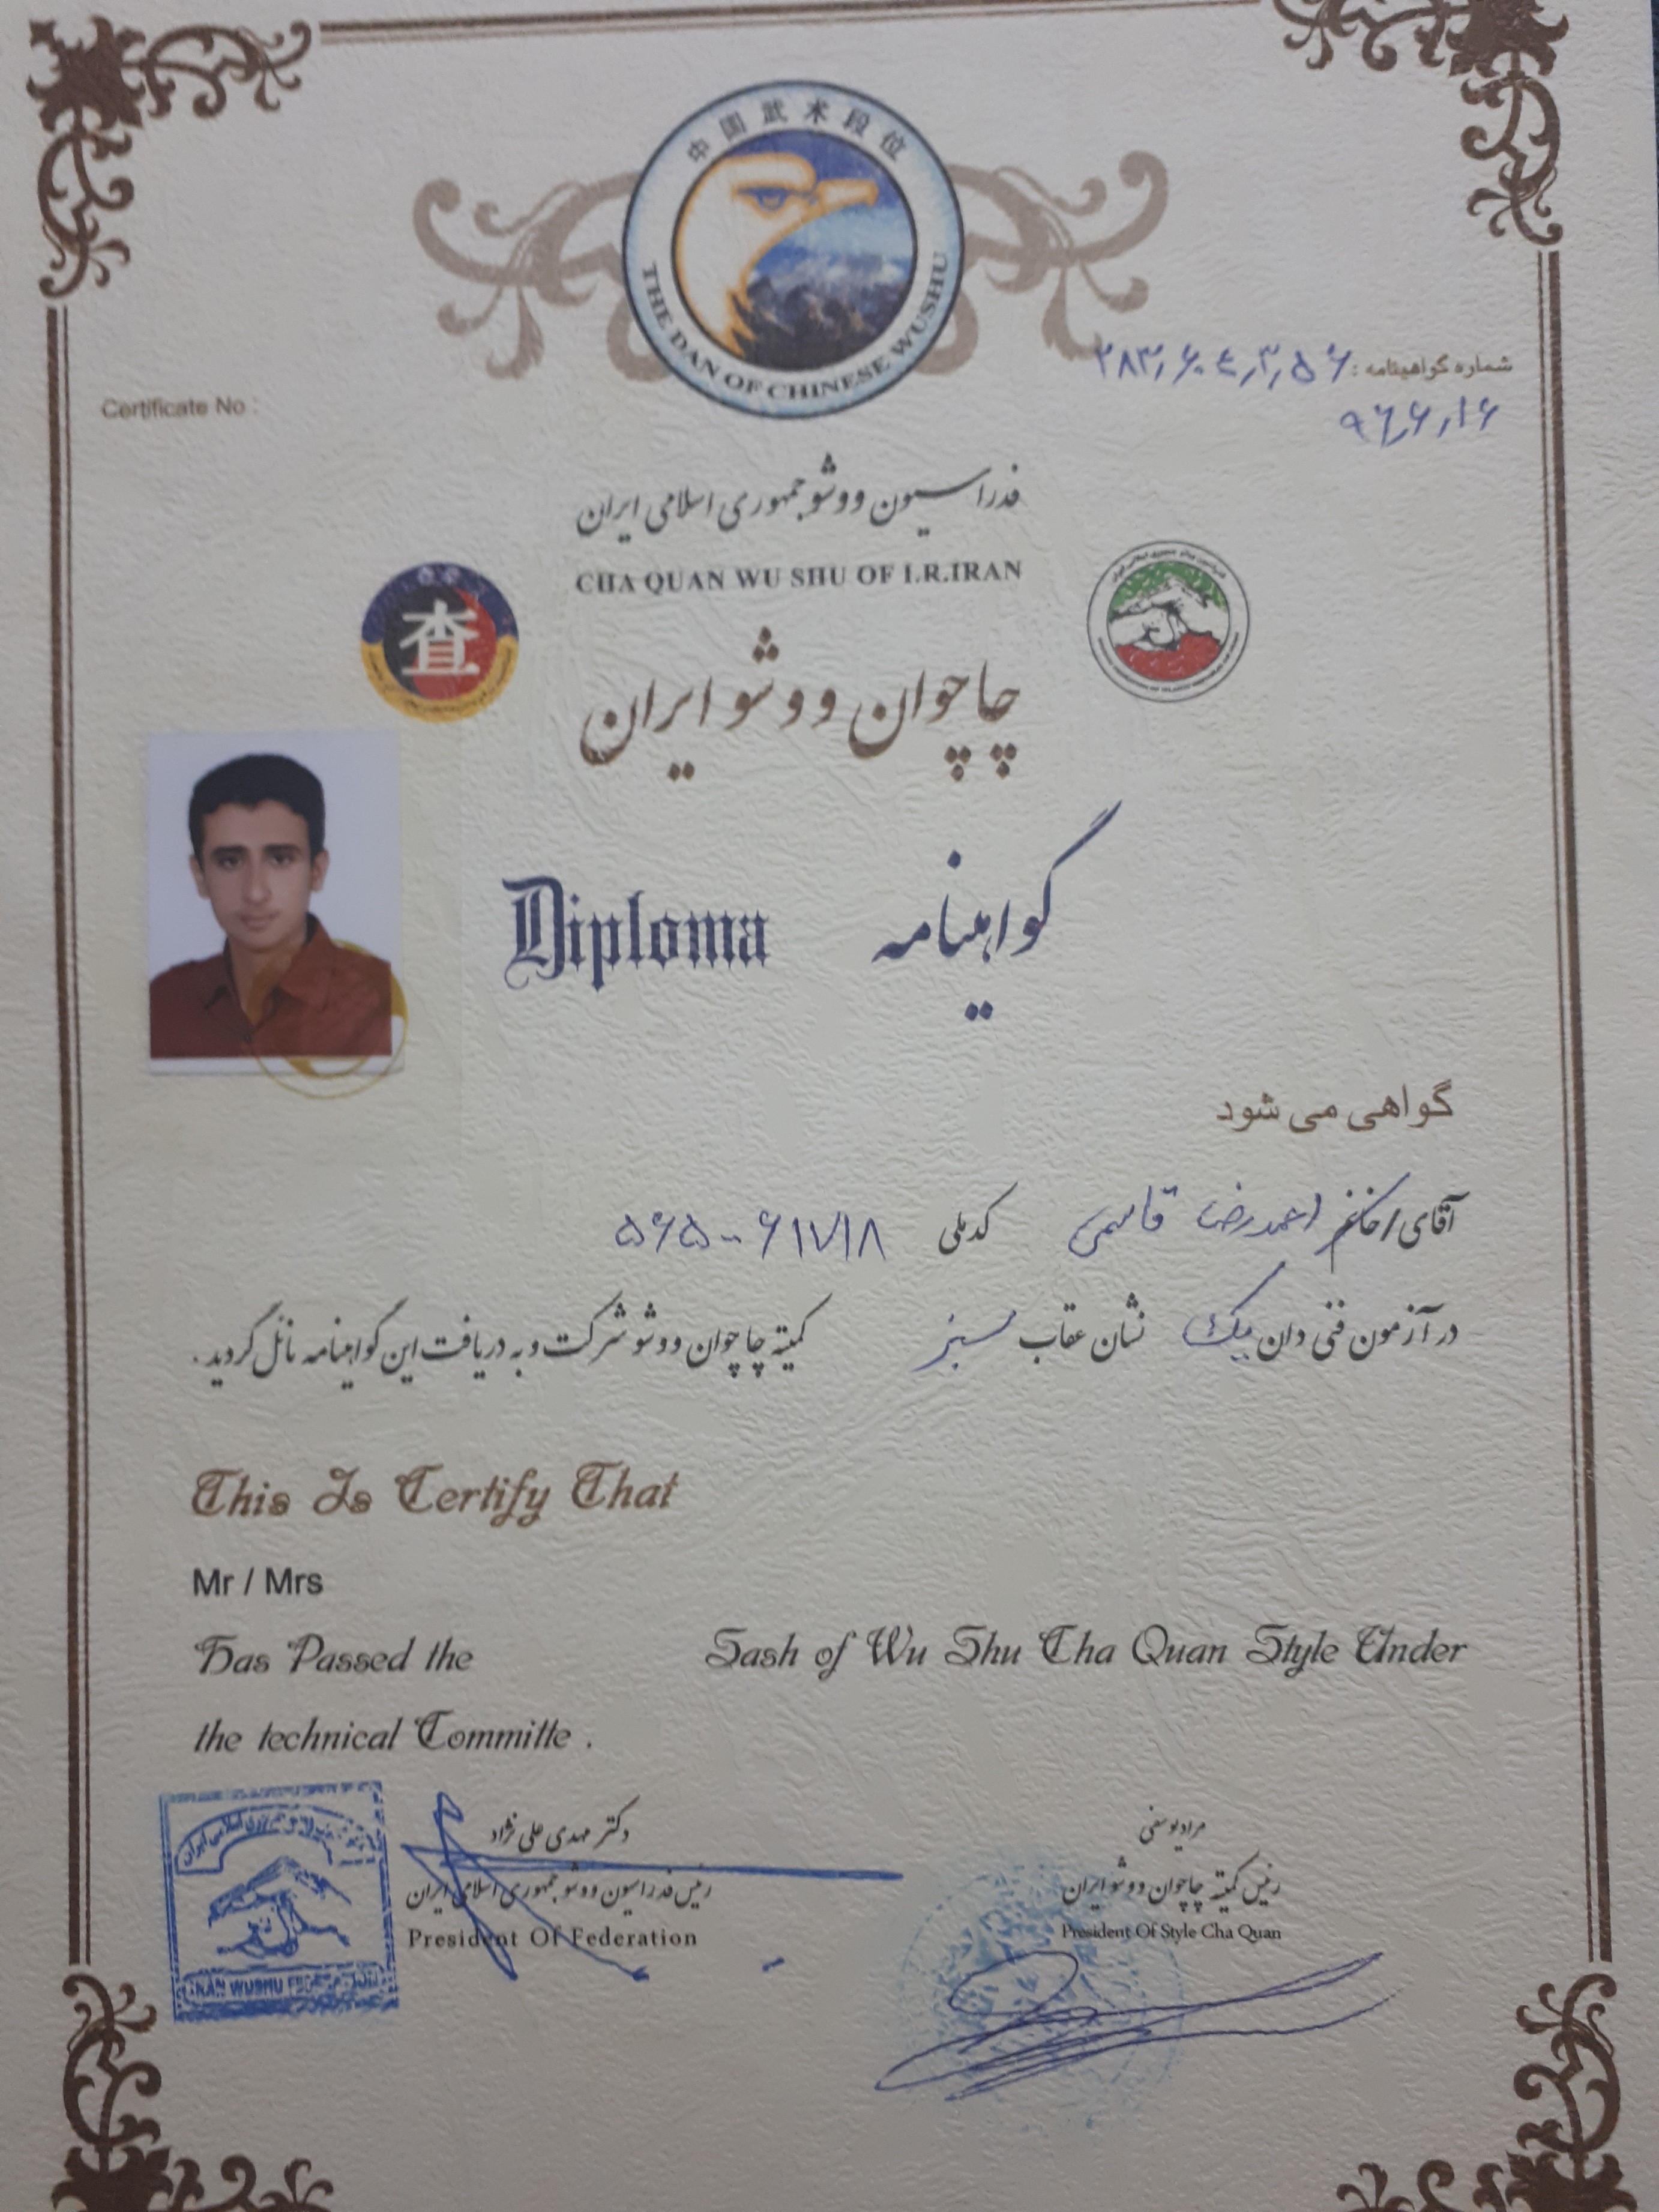 中国武术段位
THE DAN OF CHINESE WUSHU
شماره گواهینامه : ۲۸۳٫۶۰۴٫۳٫۵۶
Certificate No :
۹۶٫۶٫۱۶
فدراسیون ووشو جمهوری اسلامی ایران
CHA QUAN WU SHU OF I.R.IRAN
查
چاچوان ووشو ایران
Diploma گواهینامه
گواهی می شود
آقای / خانم احمدرضا قاسمی کدملی ۵۶۵۰۰۶۱۷۱۸
در آزمون فنی دان یک نشان عقاب سبز کمیته چاچوان ووشو شرکت و به دریافت این گواهینامه نائل گردید .
This Is Certify That
Mr / Mrs
Has Passed the Sash of Wu Shu Cha Quan Style Under
the technical Committe .
مراد یوسفی
رئیس کمیته چاچوان ووشو ایران
President Of Style Cha Quan
دکتر مهدی علی نژاد
رئیس فدراسیون ووشو جمهوری اسلامی ایران
President Of Federation
IRAN WUSHU FEDERATION